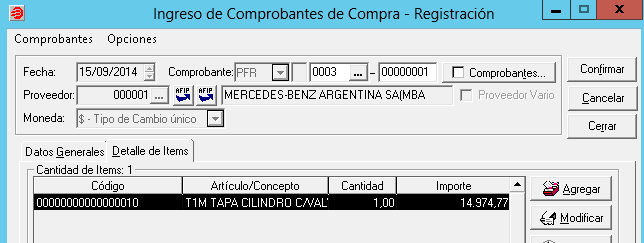 Ingreso de Comprobantes de Compra - Registración
Comprobantes Opciones
Fecha: 15/09/2014 Comprobante: PFR 0003 ... - 00000001 Comprobantes... Confirmar
Proveedor: 000001 ... AFIP AFIP MERCEDES-BENZ ARGENTINA SA(MBA Proveedor Vario Cancelar
Moneda: $ - Tipo de Cambio único Cerrar
Datos Generales Detalle de Items
Cantidad de Items: 1
Código Artículo/Concepto Cantidad Importe Agregar
00000000000000010 T1M TAPA CILINDRO C/VAL 1,00 14.974,77
Modificar